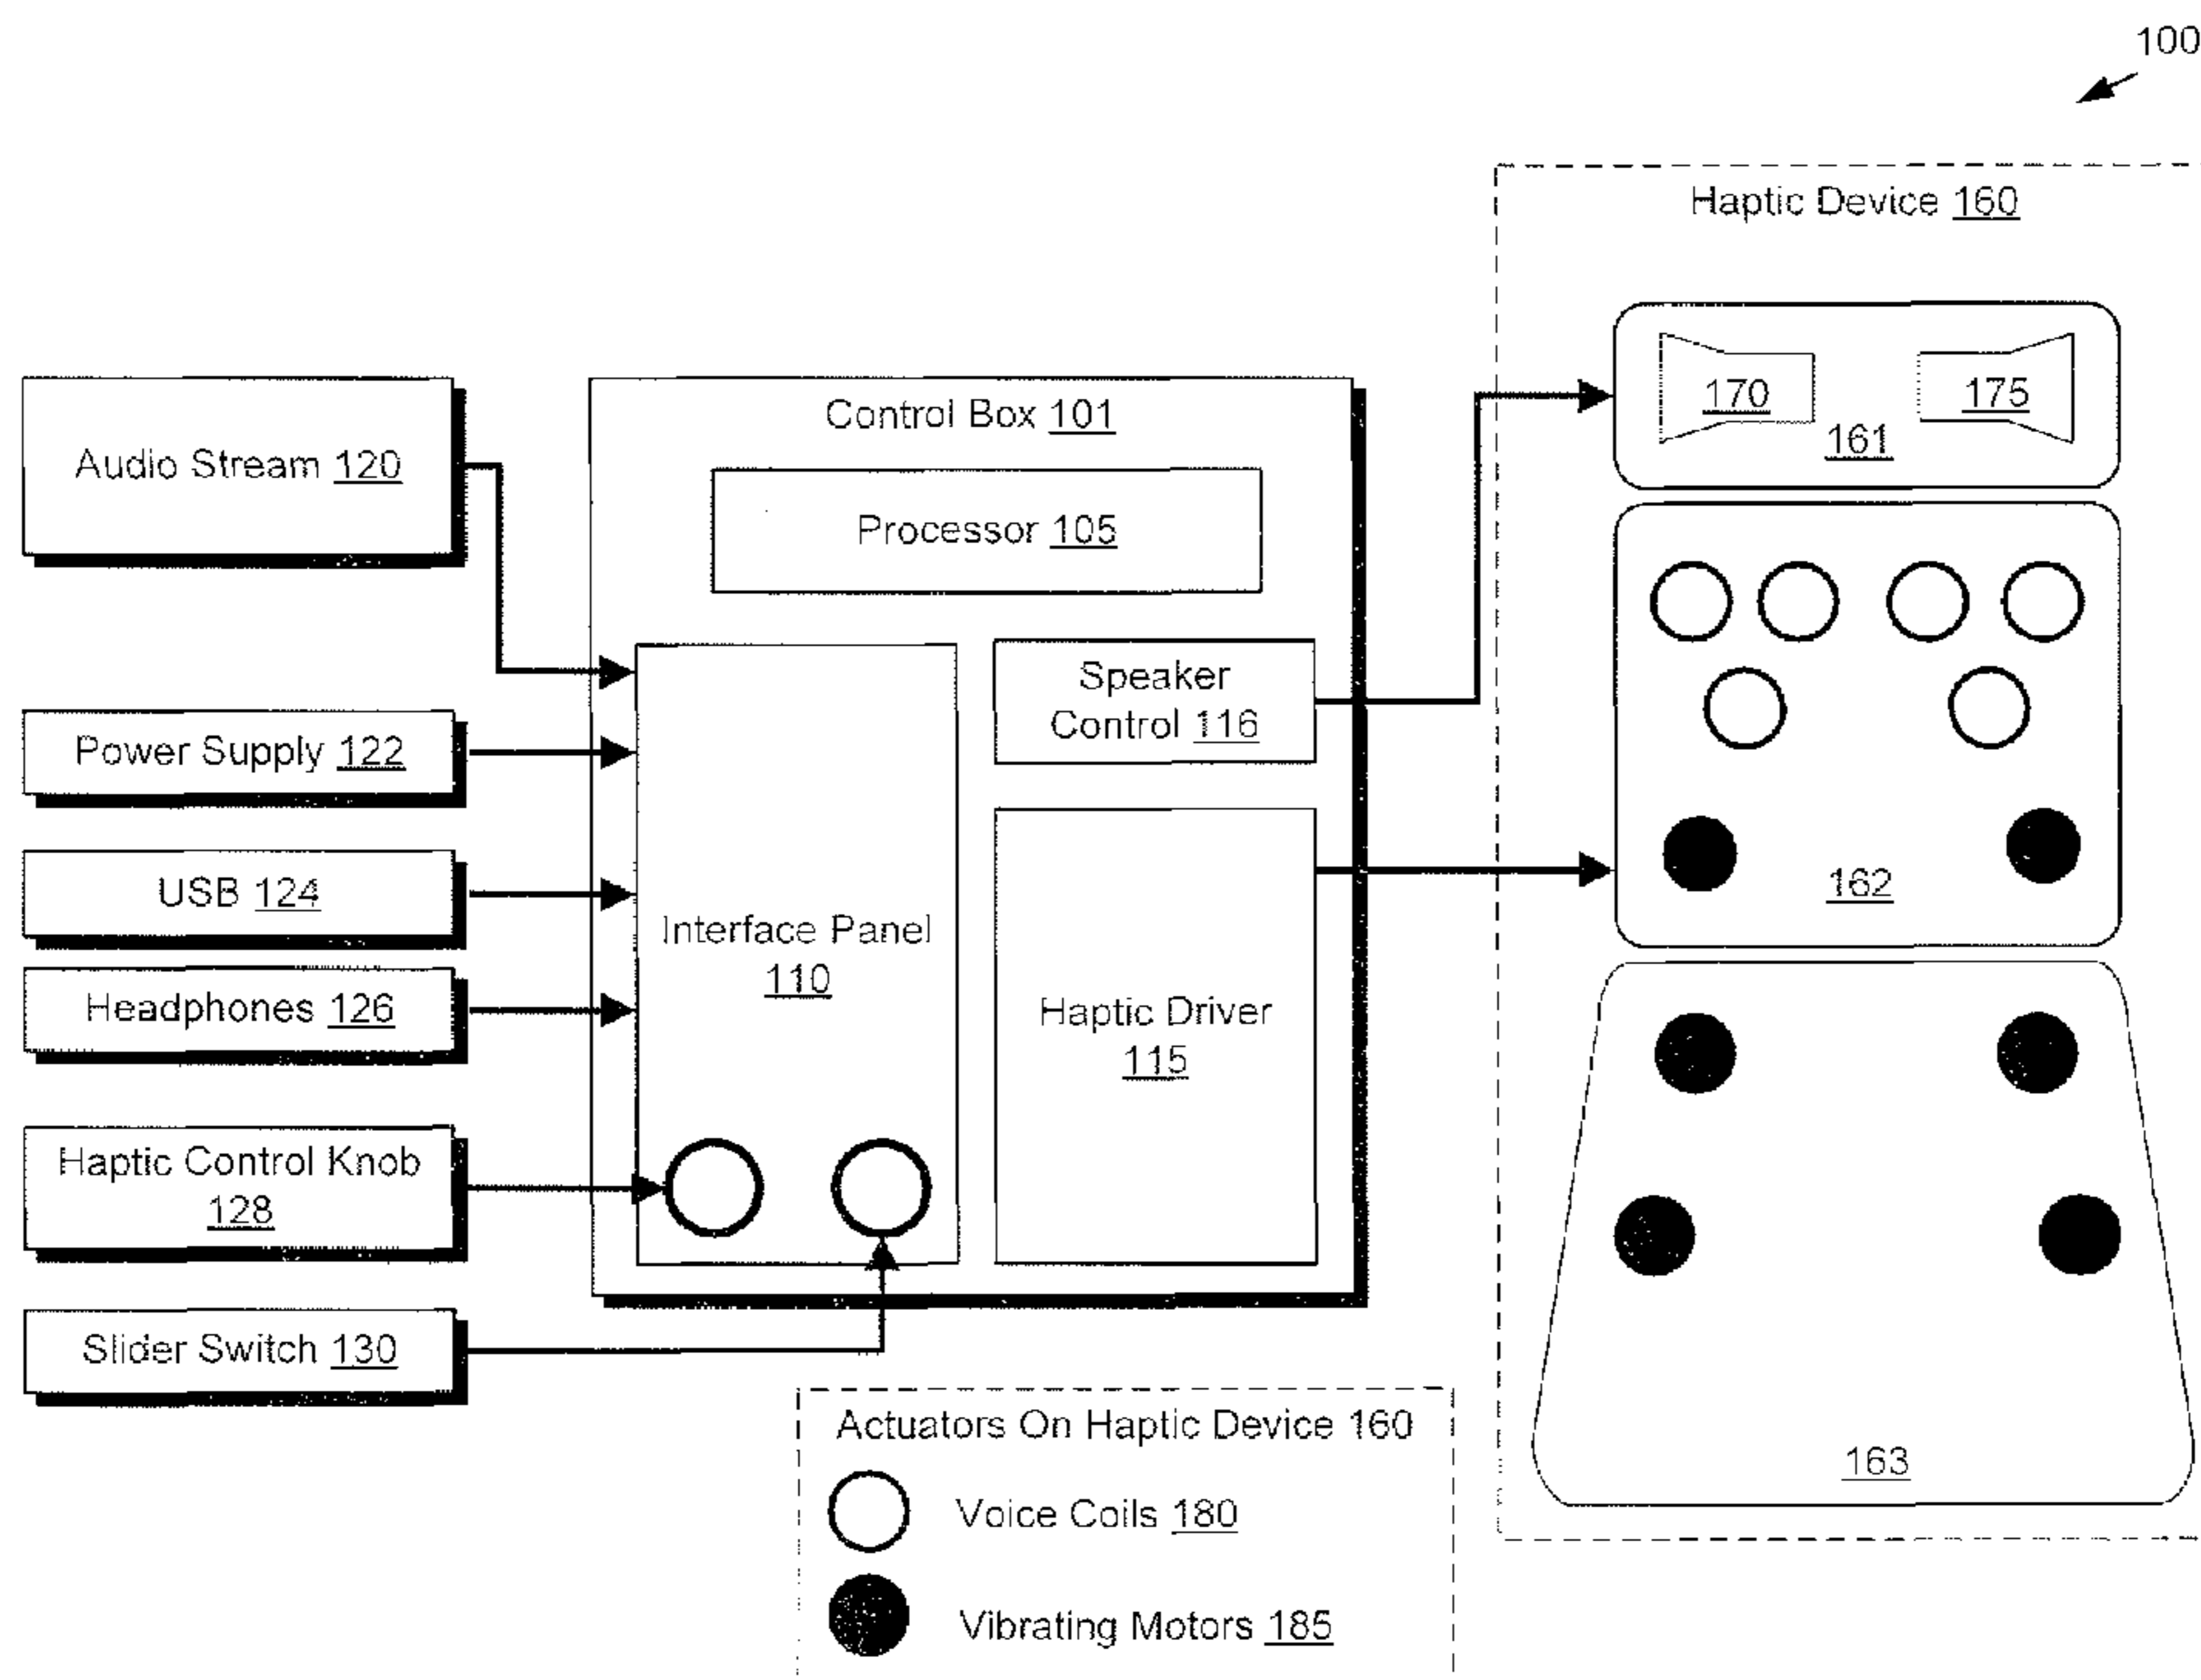 100
Haptic Device 160
170
175
161
Control Box 101
Audio Stream 120
Processor 105
Speaker
Control 116
Power Supply 122
USB 124
162
Interface Panel
110
Headphones 126
Haptic Driver
115
Haptic Control Knob
128
Slider Switch 130
Actuators On Haptic Device 160
163
Voice Coils 180
Vibrating Motors 185